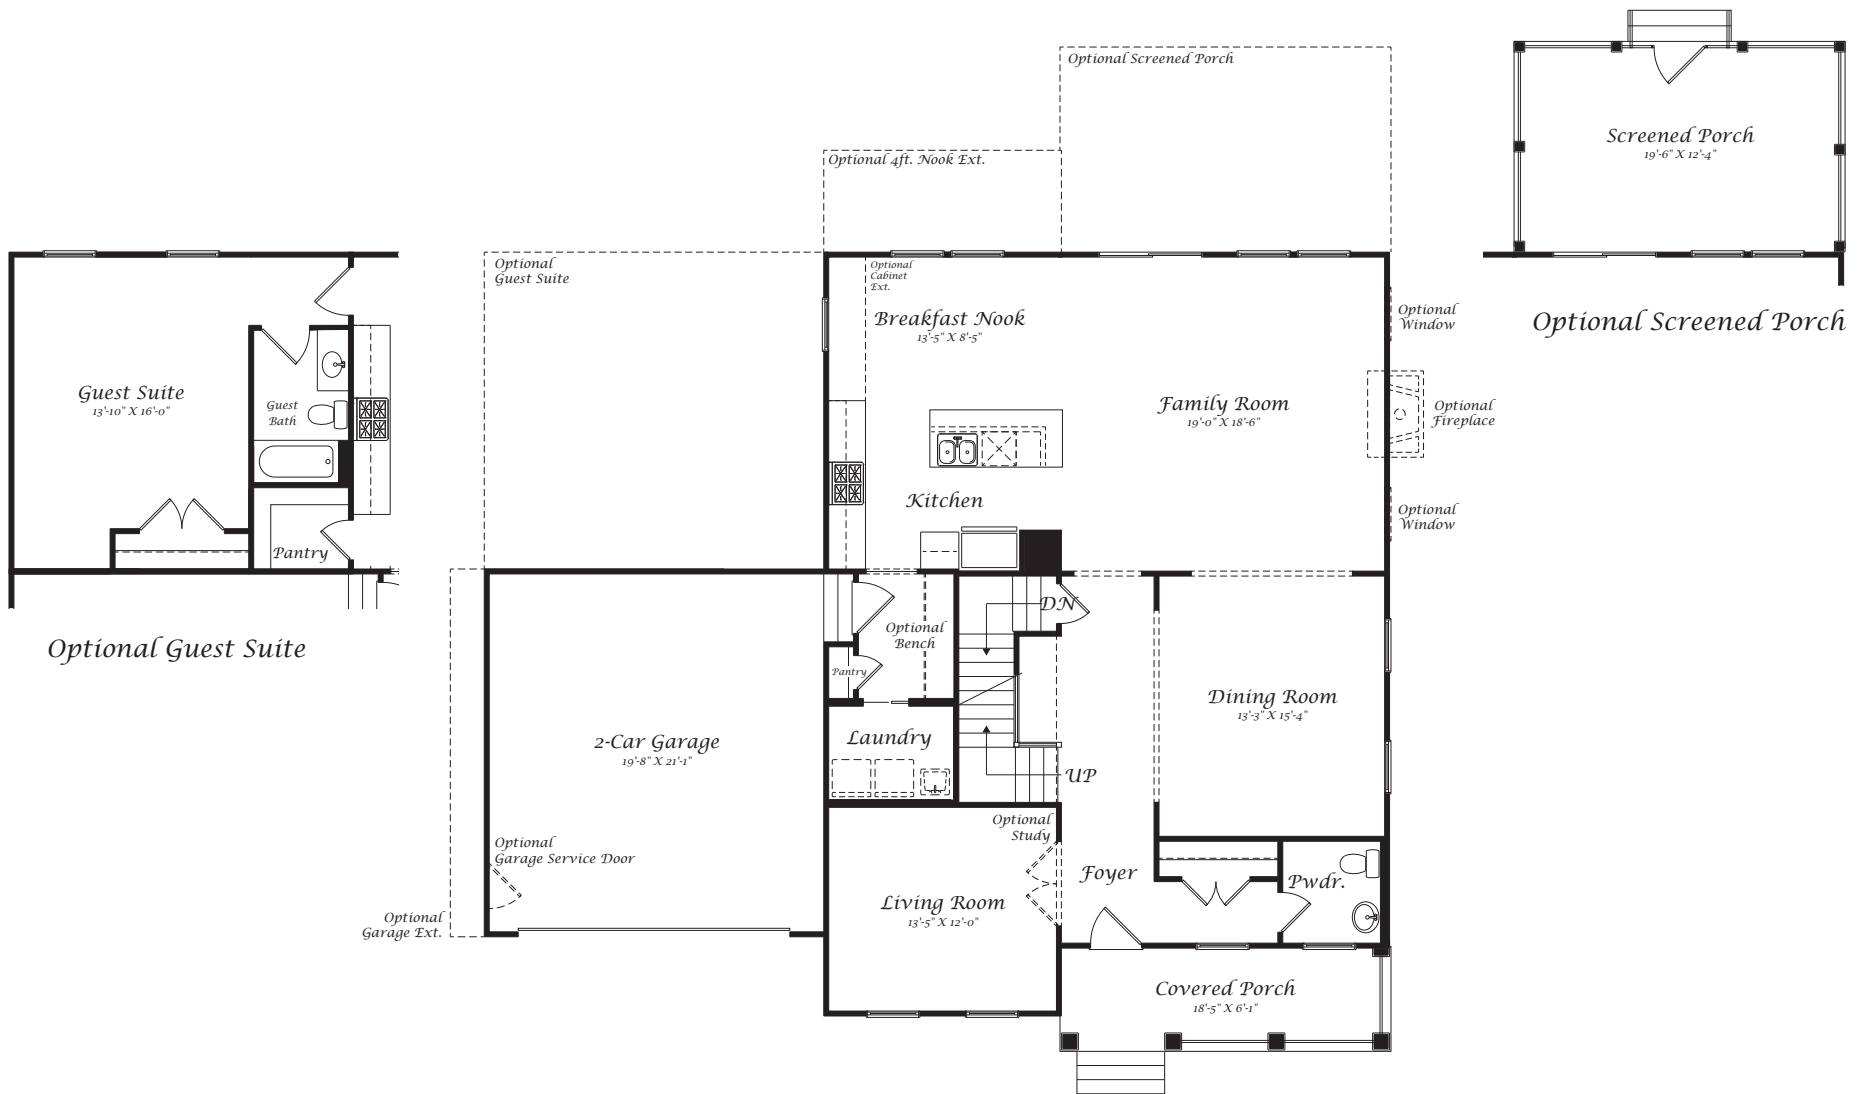 Optional Screened Porch
Screened Porch
19'-6" X 12'-4"
Optional 4ft. Nook Ext.
Optional
Guest Suite
Optional
Cabinet
Ext.
Breakfast Nook
13'-5" X 8'-5"
Optional
Window
Optional Screened Porch
Guest Suite
13'-10" X 16'-0"
Guest
Bath
Family Room
19'-0" X 18'-6"
Optional
Fireplace
Kitchen
Optional
Window
Pantry
DN
Optional
Bench
Optional Guest Suite
Pantry
Dining Room
13'-3" X 15'-4"
2-Car Garage
19'-8" X 21'-1"
Laundry
UP
Optional
Study
Optional
Garage Service Door
Foyer
Pwdr.
Living Room
13'-5" X 12'-0"
Optional
Garage Ext.
Covered Porch
18'-5" X 6'-1"